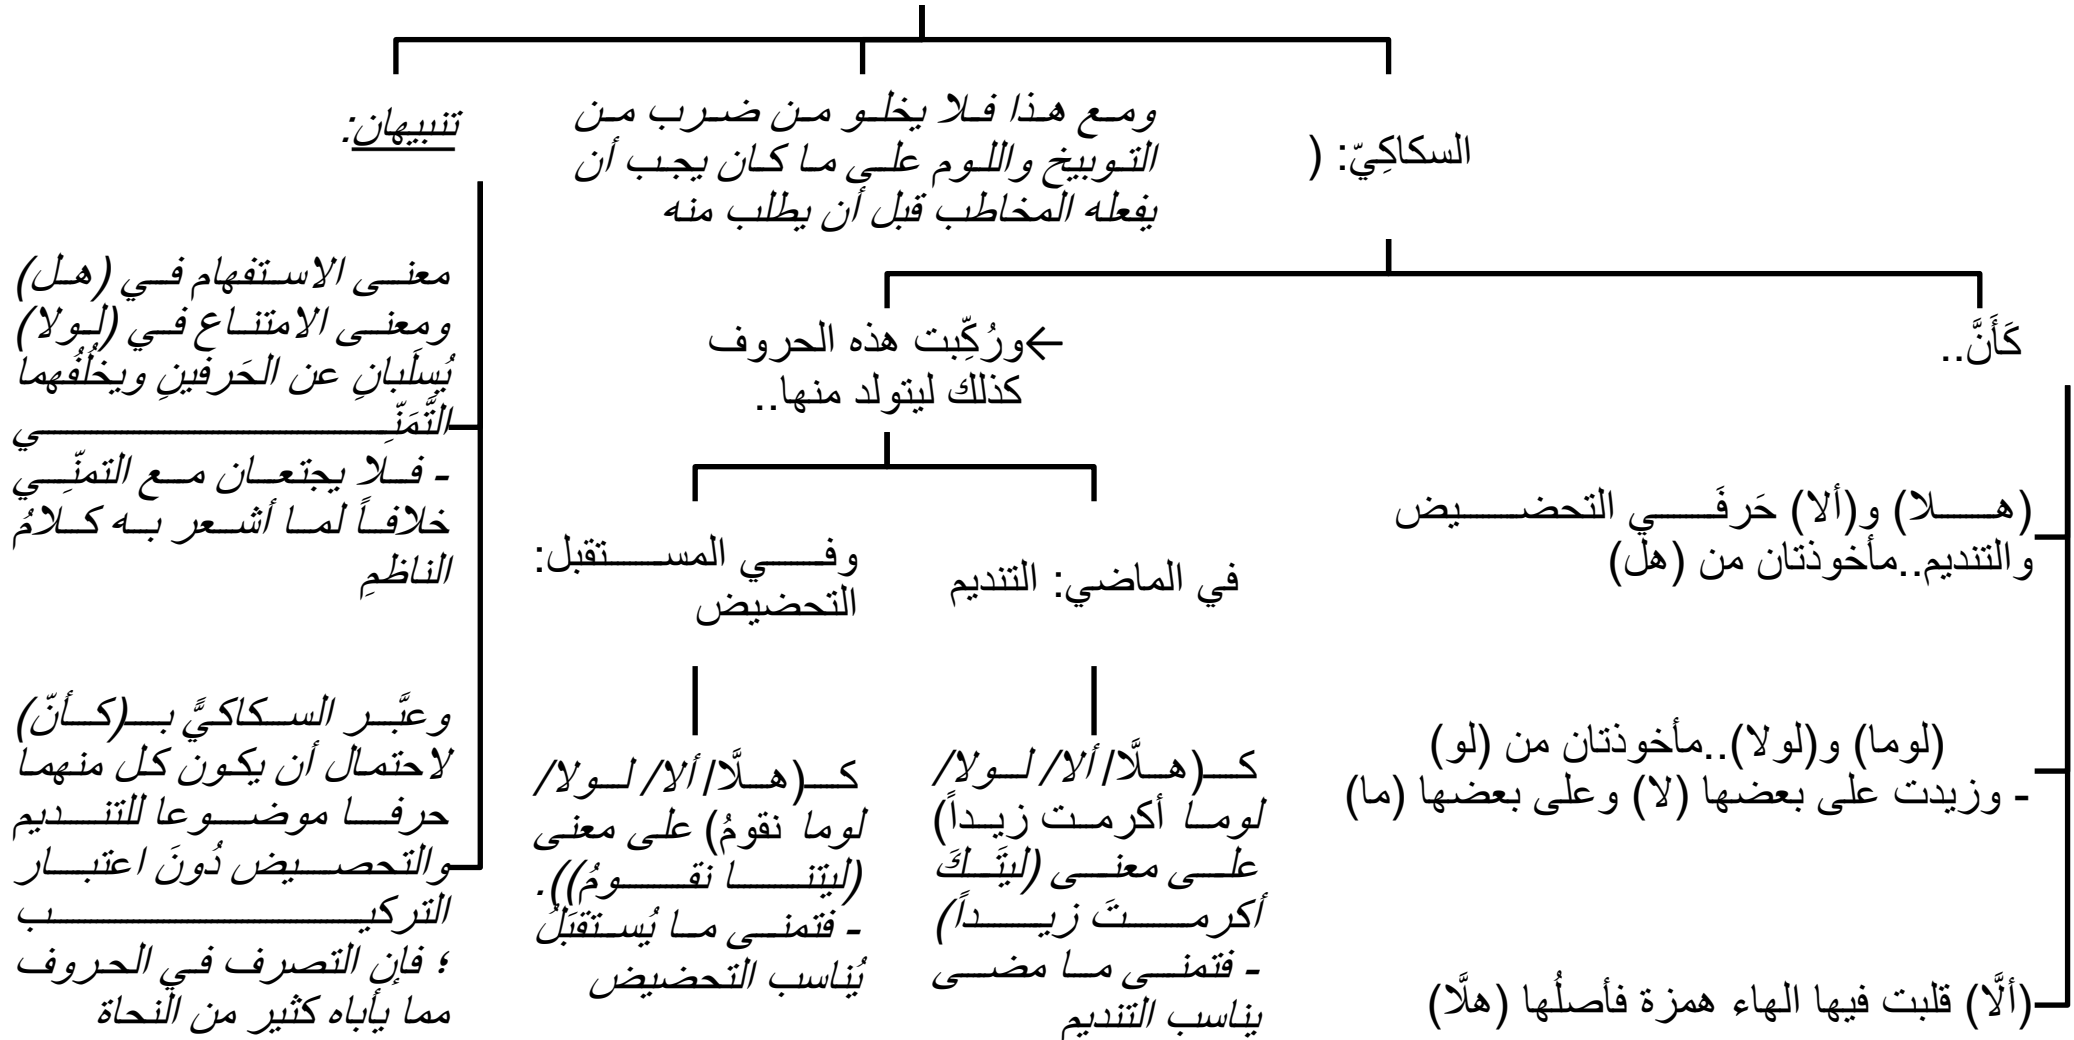 السكاكِيّ: (
كَأَنَّ..
(هلا) و(ألا) حَرفَي التحضيض
والتنديم..مأخوذتان من (هل)
(لوما) و(لولا)..مأخوذتان من (لو)
- وزيدت على بعضها (لا) وعلى بعضها (ما)
(ألَّا) قلبت فيها الهاء همزة فأصلُها (هلَّا)
←ورُكِّبت هذه الحروف
كذلك ليتولد منها..
في الماضي: التنديم
كـ(هلَّا/ألا/ لولا/
لوما أكرمت زيداً)
على معنى (ليتَكَ
أكرمتَ زيداً)
- فتمنى ما مضى
يناسب التنديم
وفي المستقبل:
التحضيض
كـ(هلَّا/ألا/ لولا/
لوما نقومُ) على معنى
(ليتنا نقومُ)).
- فتمنى ما يُستقبَلُ
يُناسب التحضيض
ومع هذا فلا يخلو من ضرب من
التوبيخ واللوم على ما كان يجب أن
يفعله المخاطب قبل أن يطلب منه
تنبيهان:
معنى الاستفهام في (هل)
ومعنى الامتناع في (لولا)
يُسلَبانِ عن الحَرفينِ ويخلُفُهما
التَّمَنِّي
- فلا يجتعان مع التمنِّي
خلافاً لما أشعر به كلامُ
الناظمِ
وعبَّر السكاكيَّ بـ(كأنّ)
لاحتمال أن يكون كل منهما
حرفا موضوعا للتنديم
والتحصيض دُونَ اعتبار
التركيب
؛ فإن التصرف في الحروف
مما يأباه كثير من النحاة